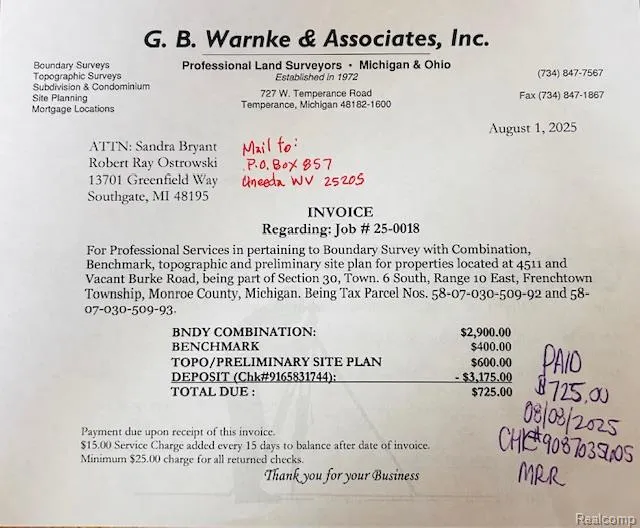 G. B. Warnke & Associates, Inc.
Professional Land Surveyors • Michigan & Ohio
Established in 1972
727 W. Temperance Road
Temperance, Michigan 48182-1600
Boundary Surveys
Topographic Surveys
Subdivision & Condominium
Site Planning
Mortgage Locations
(734) 847-7567
Fax (734) 847-1867
August 1, 2025
ATTN: Sandra Bryant
Robert Ray Ostrowski
13701 Greenfield Way
Southgate, MI 48195
Mail to:
P.O. Box 857
Uneeda WV 25205
INVOICE
Regarding: Job # 25-0018
For Professional Services in pertaining to Boundary Survey with Combination,
Benchmark, topographic and preliminary site plan for properties located at 4511 and
Vacant Burke Road, being part of Section 30, Town. 6 South, Range 10 East, Frenchtown
Township, Monroe County, Michigan. Being Tax Parcel Nos. 58-07-030-509-92 and 58-
07-030-509-93.
BNDY COMBINATION: $2,900.00
BENCHMARK $400.00
TOPO/PRELIMINARY SITE PLAN $600.00
DEPOSIT (Chk#9165831744): - $3,175.00
TOTAL DUE : $725.00
PAID
$725.00
08/08/2025
CHK#
MRR
Payment due upon receipt of this invoice.
$15.00 Service Charge added every 15 days to balance after date of invoice.
Minimum $25.00 charge for all returned checks.
Thank you for your Business
Realcomp